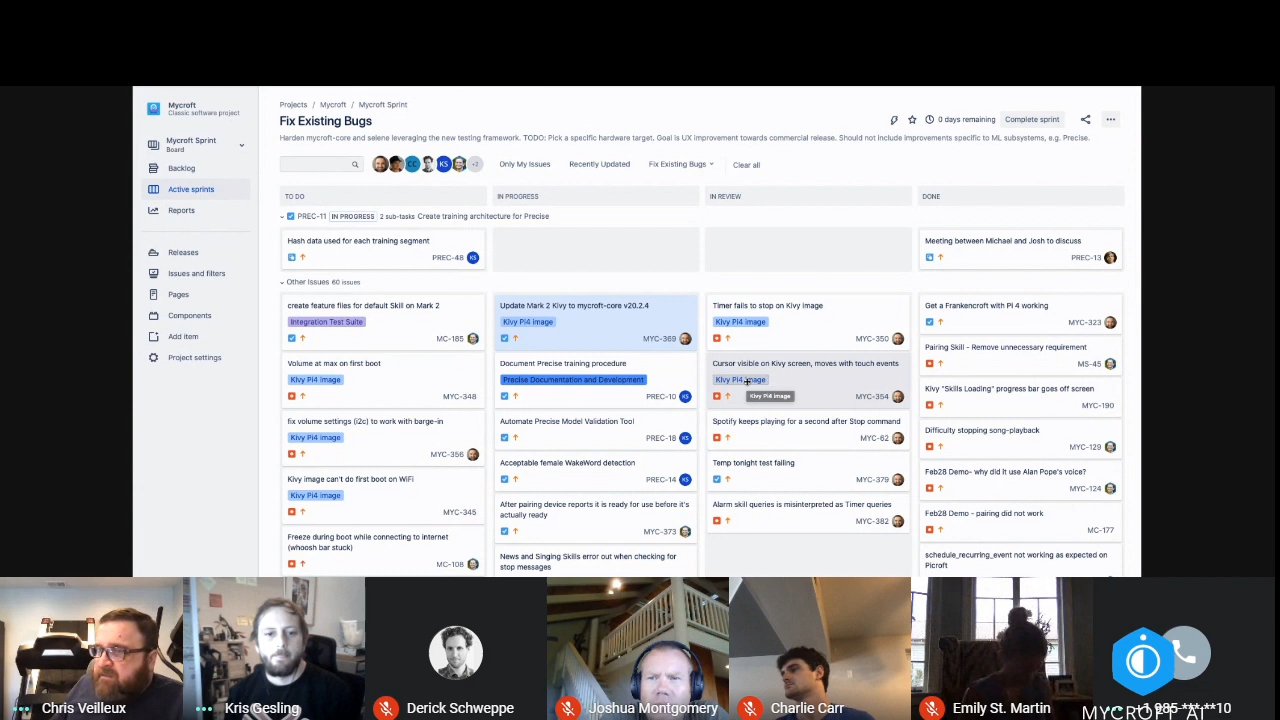 Mycroft
Classic software project
Mycroft Sprint
Board
Backlog
Active sprints
Reports
Releases
Issues and filters
Pages
Components
Add item
Project settings
Projects / Mycroft / Mycroft Sprint
Fix Existing Bugs
0 days remaining
Complete sprint
Harden mycroft-core and selene leveraging the new testing framework. TODO: Pick a specific hardware target. Goal is UX improvement towards commercial release. Should not include improvements specific to ML subsystems, e.g. Precise.
CC
KS
+2
Only My Issues
Recently Updated
Fix Existing Bugs
Clear all
TO DO
IN PROGRESS
IN REVIEW
DONE
PREC-11 IN PROGRESS 2 sub-tasks Create training architecture for Precise
Hash data used for each training segment
PREC-48 KS
Meeting between Michael and Josh to discuss
PREC-13
Other Issues 60 issues
create feature files for default Skill on Mark 2
Integration Test Suite
MC-185
Volume at max on first boot
Kivy Pi4 image
MYC-348
fix volume settings (i2c) to work with barge-in
Kivy Pi4 image
MYC-356
Kivy image can't do first boot on WiFi
Kivy Pi4 image
MYC-345
Freeze during boot while connecting to internet
(whoosh bar stuck)
MC-108
Update Mark 2 Kivy to mycroft-core v20.2.4
Kivy Pi4 image
MYC-369
Document Precise training procedure
Precise Documentation and Development
PREC-10 KS
Automate Precise Model Validation Tool
PREC-18 KS
Acceptable female WakeWord detection
PREC-14 KS
After pairing device reports it is ready for use before it's
actually ready
MYC-373
News and Singing Skills error out when checking for
stop messages
Timer fails to stop on Kivy image
Kivy Pi4 image
MYC-350
Cursor visible on Kivy screen, moves with touch events
Kivy Pi4 image
Kivy Pi4 image
MYC-354
Spotify keeps playing for a second after Stop command
MYC-62
Temp tonight test failing
MYC-379
Alarm skill queries is misinterpreted as Timer queries
MYC-382
Get a Frankencroft with Pi 4 working
MYC-323
Pairing Skill - Remove unnecessary requirement
MS-45
Kivy "Skills Loading" progress bar goes off screen
MYC-190
Difficulty stopping song-playback
MYC-129
Feb28 Demo- why did it use Alan Pope's voice?
MYC-124
Feb28 Demo - pairing did not work
MC-177
schedule_recurring_event not working as expected on
Picroft
Chris Veilleux
Kris Gesling
Derick Schweppe
Joshua Montgomery
Charlie Carr
Emily St. Martin
MYCROFT AI